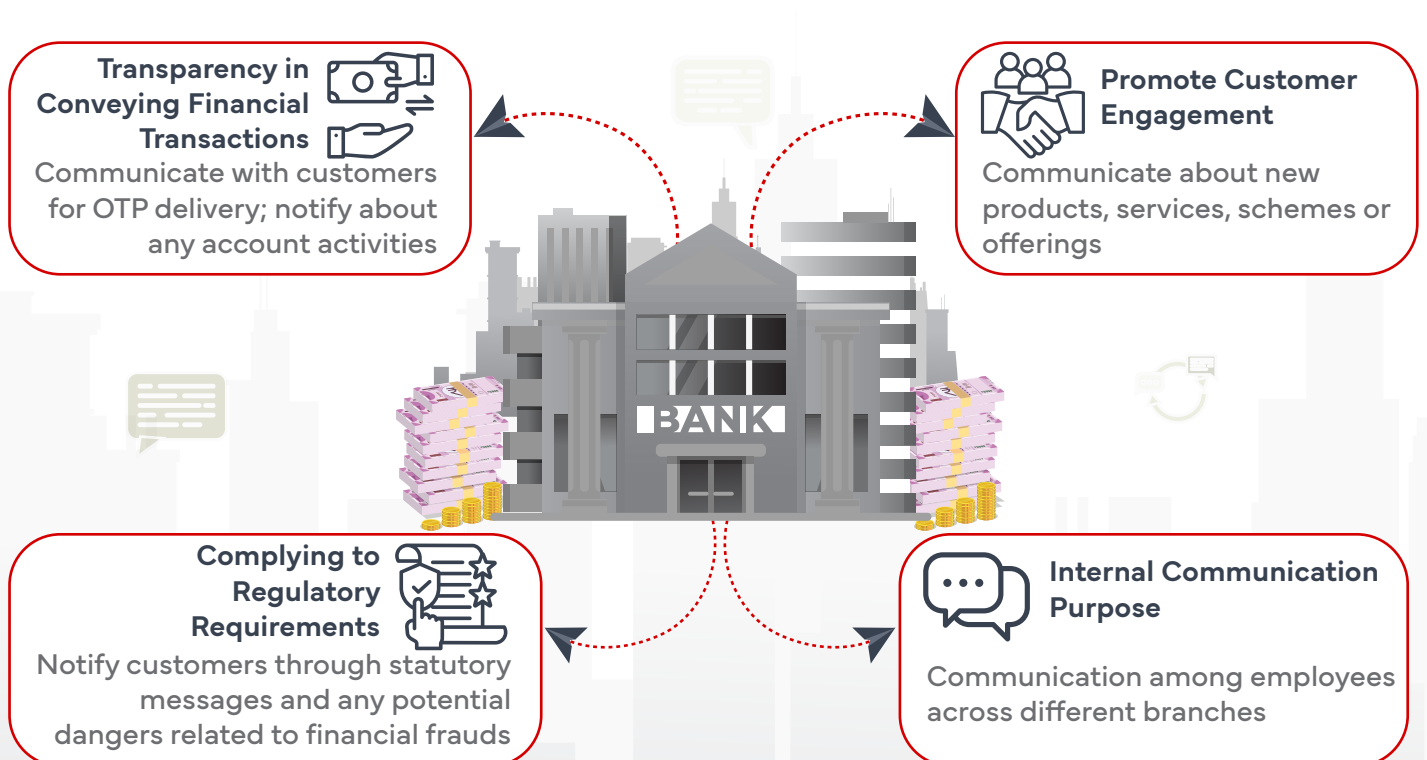 Transparency in
Conveying Financial
Transactions
Communicate with customers
for OTP delivery; notify about
any account activities
Promote Customer
Engagement
Communicate about new
products, services, schemes or
offerings
BANK
Complying to
Regulatory
Requirements
Notify customers through statutory
messages and any potential
dangers related to financial frauds
Internal Communication
Purpose
Communication among employees
across different branches